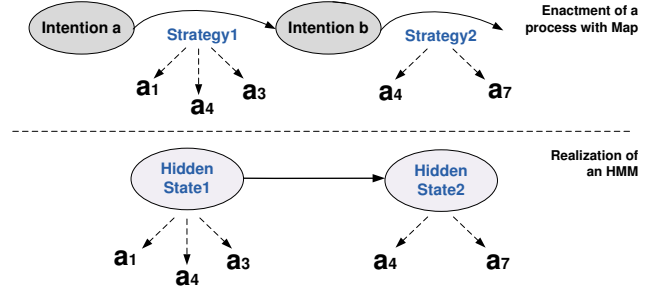 Intention a
Strategy1
Intention b
Strategy2
Enactment of a
process with Map
a1
a4
a3
a4
a7
Hidden
State1
Hidden
State2
Realization of
an HMM
a1
a4
a3
a4
a7